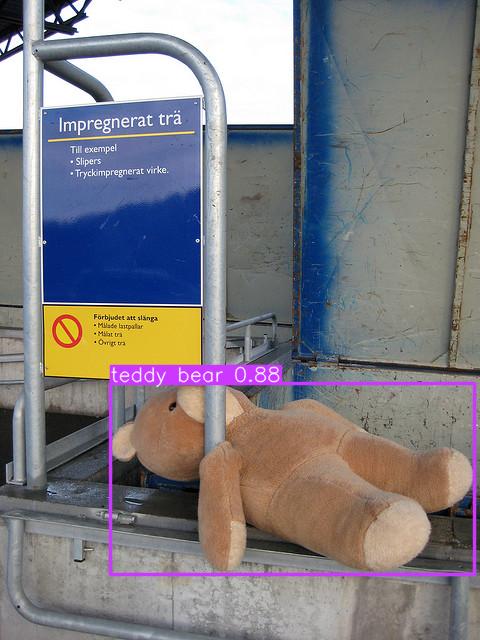 Impregnerat trä
Till exempel
• Slipers
• Tryckimpregnerat virke.
Förbjudet att slänga
• Målade lastpallar
• Målat trä
• Övrigt trä
teddy bear 0.88